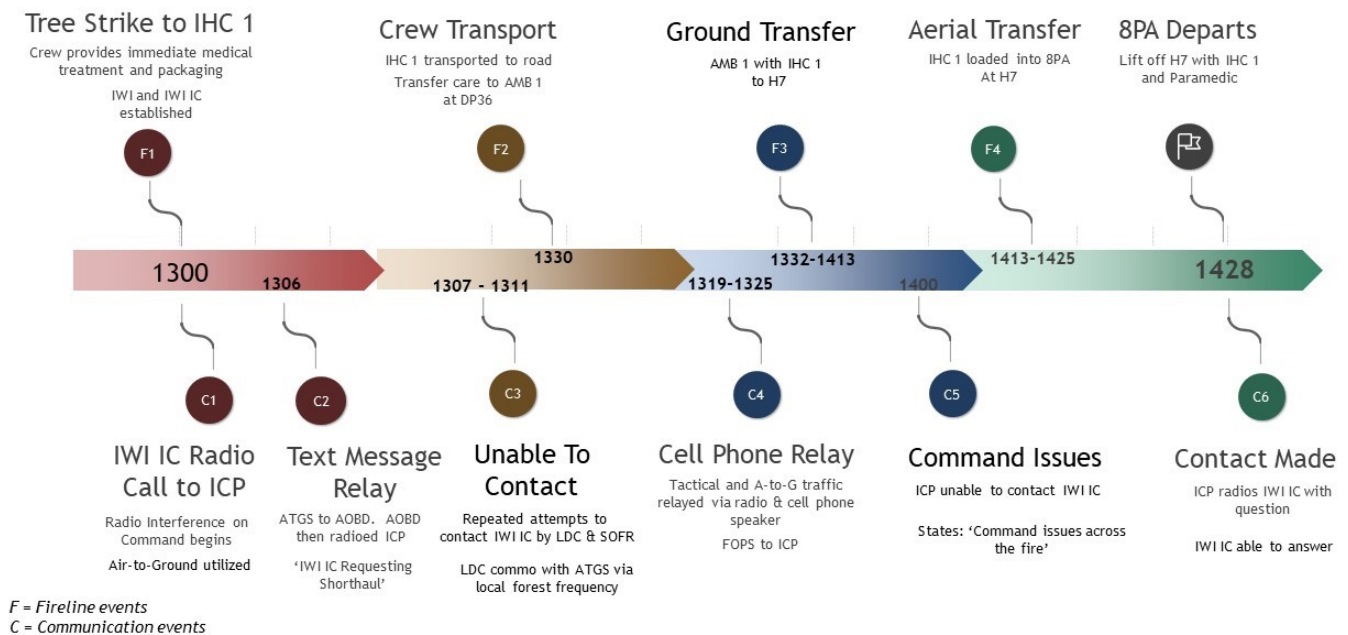 Tree Strike to IHC 1
Crew provides immediate medical
treatment and packaging
IWI and IWI IC
established
Crew Transport
IHC 1 transported to road
Transfer care to AMB 1
at DP36
Ground Transfer
AMB 1 with IHC 1
to H7
Aerial Transfer
IHC 1 loaded into 8PA
At H7
8PA Departs
Lift off H7 with IHC 1
and Paramedic
F1
F2
F3
F4
1300
1306
1307 - 1311
1330
1319-1325
1332-1413
1400
1413-1425
1428
C1
C2
C3
C4
C5
C6
IWI IC Radio
Call to ICP
Radio Interference on
Command begins
Air-to-Ground utilized
Text Message
Relay
ATGS to AOBD. AOBD
then radioed ICP
‘IWI IC Requesting
Shorthaul’
Unable To
Contact
Repeated attempts to
contact IWI IC by LDC & SOFR
LDC commo with ATGS via
local forest frequency
Cell Phone Relay
Tactical and A-to-G traffic
relayed via radio & cell phone
speaker
FOPS to ICP
Command Issues
ICP unable to contact IWI IC
States: ‘Command issues across
the fire’
Contact Made
ICP radios IWI IC with
question
IWI IC able to answer
F = Fireline events
C = Communication events